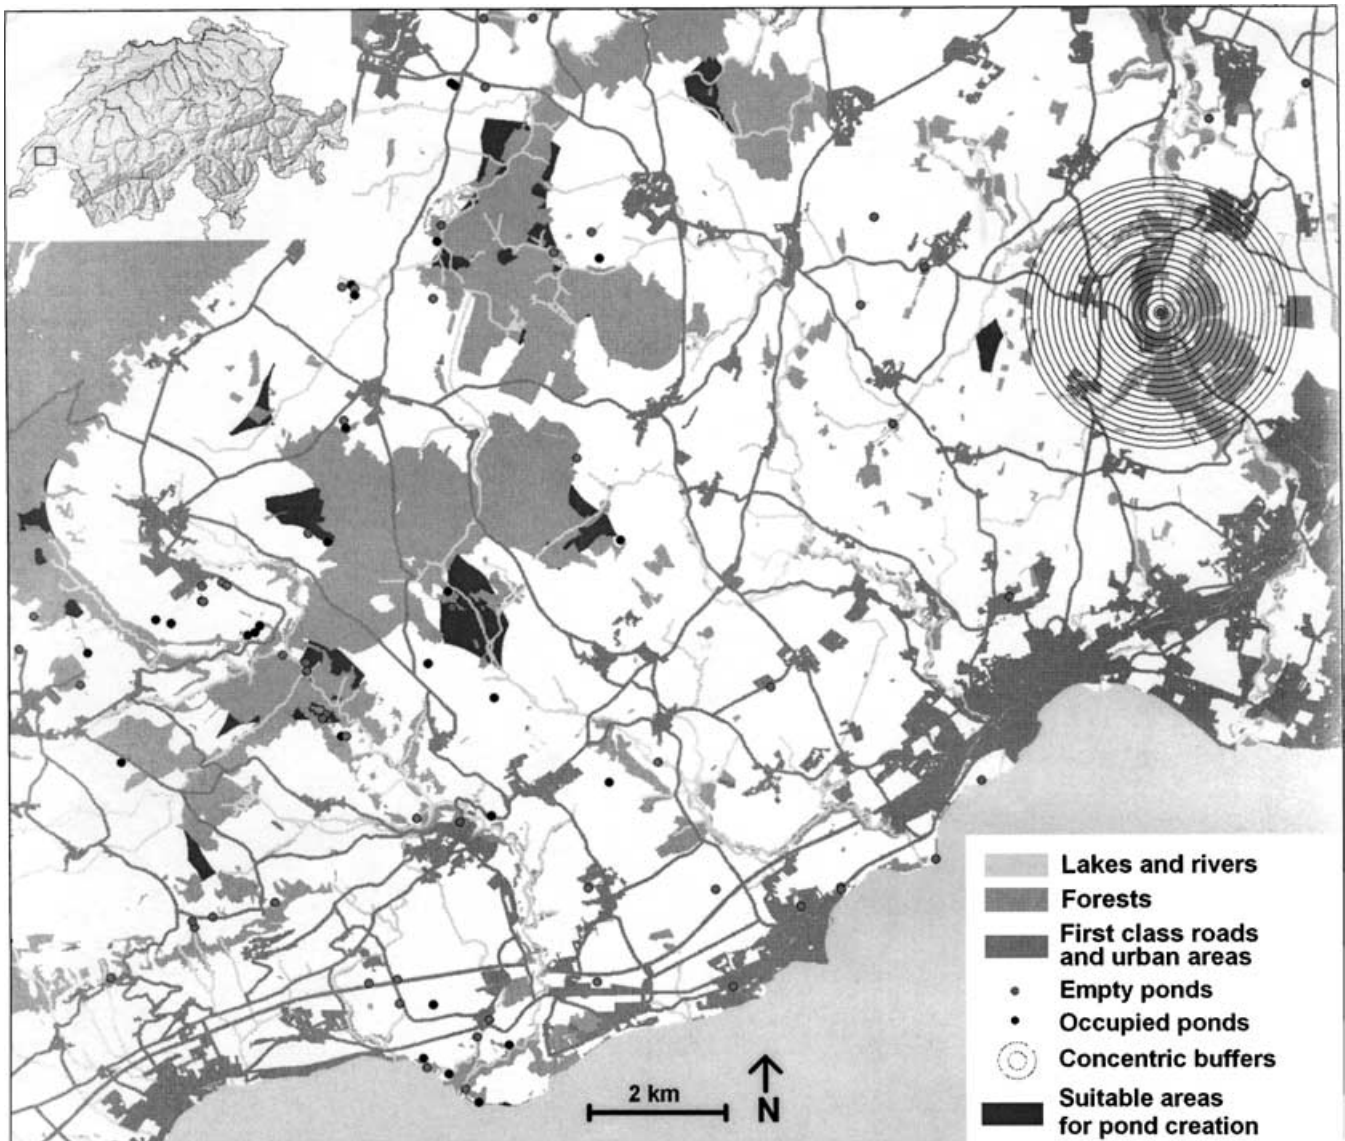 2 km
N
Lakes and rivers
Forests
First class roads
and urban areas
Empty ponds
Occupied ponds
Concentric buffers
Suitable areas
for pond creation